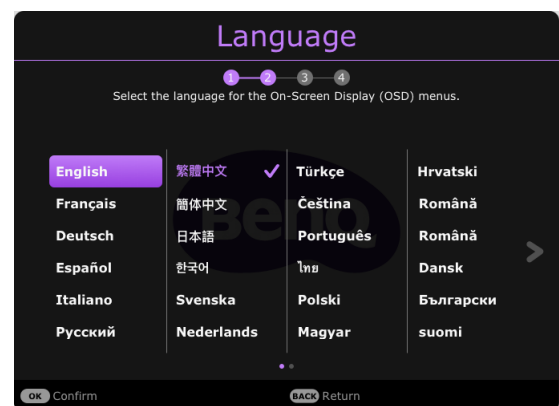 Language
1 2 3 4
Select the language for the On-Screen Display (OSD) menus.
English 繁體中文 Türkçe Hrvatski
Français 簡体中文 Čeština Română
Deutsch 日本語 Português Română
Español 한국어 ไทย Dansk
Italiano Svenska Polski Български
Русский Nederlands Magyar suomi
BenQ
OK Confirm BACK Return